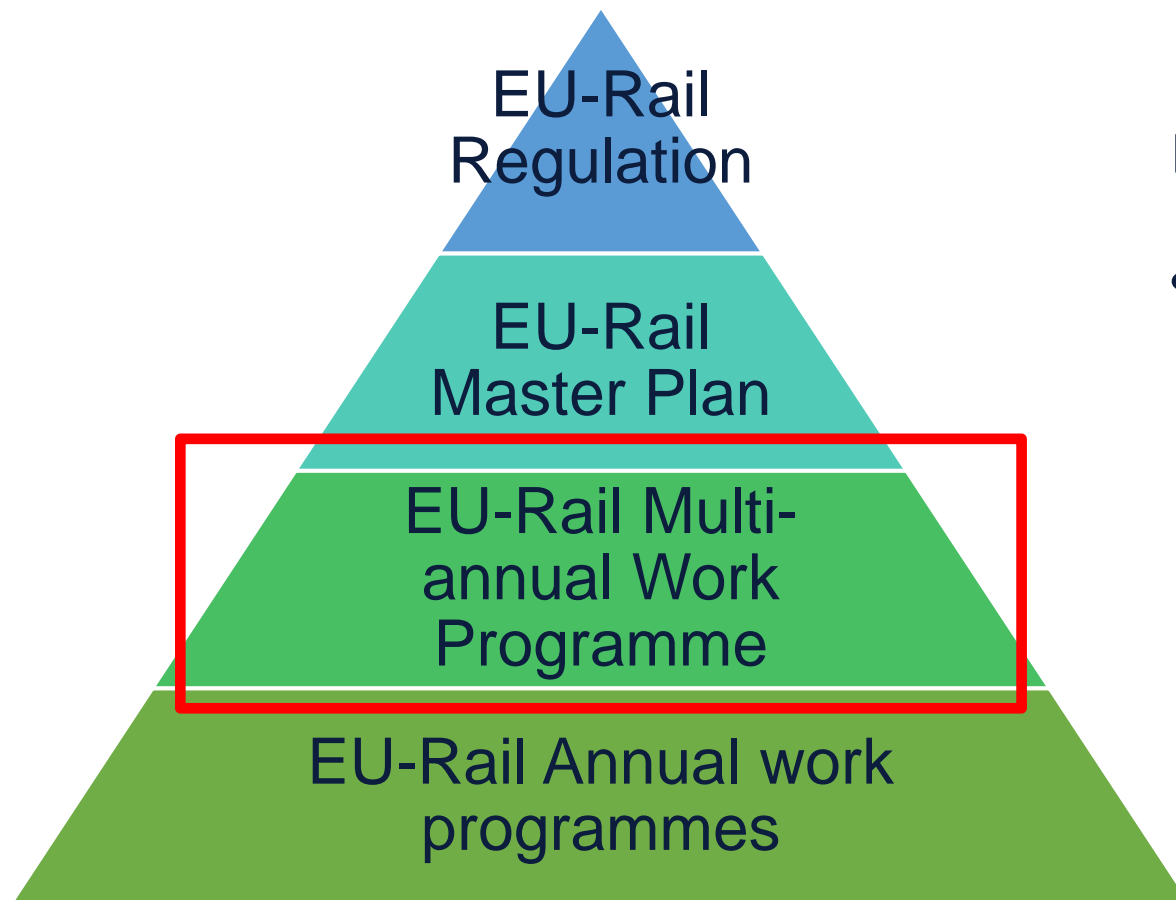 EU-Rail
Regulation
EU-Rail
Master Plan
EU-Rail Multi-
annual Work
Programme
EU-Rail Annual work
programmes
•